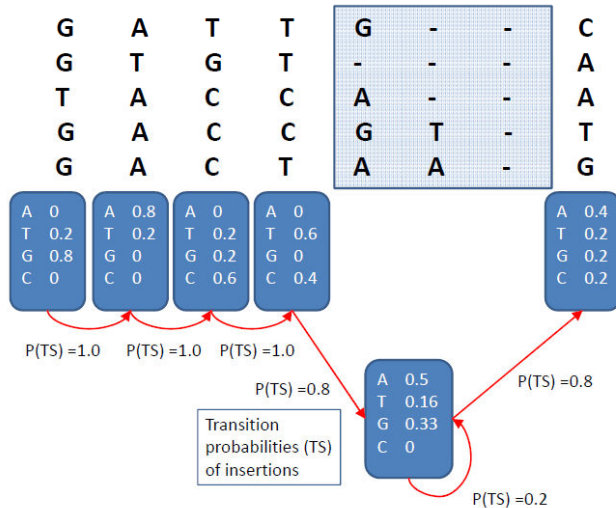 G A T T G - - C
G T G T - - - A
T A C C A - - A
G A C C G T - T
G A C T A A - G
A 0 A 0.8 A 0 A 0 A 0.4
T 0.2 T 0.2 T 0.2 T 0.6 T 0.2
G 0.8 G 0 G 0.2 G 0 G 0.2
C 0 C 0 C 0.6 C 0.4 C 0.2
P(TS) =1.0 P(TS) =1.0 P(TS) =1.0
P(TS) =0.8
P(TS) =0.8
A 0.5
T 0.16
G 0.33
C 0
Transition
probabilities (TS)
of insertions
P(TS) =0.2